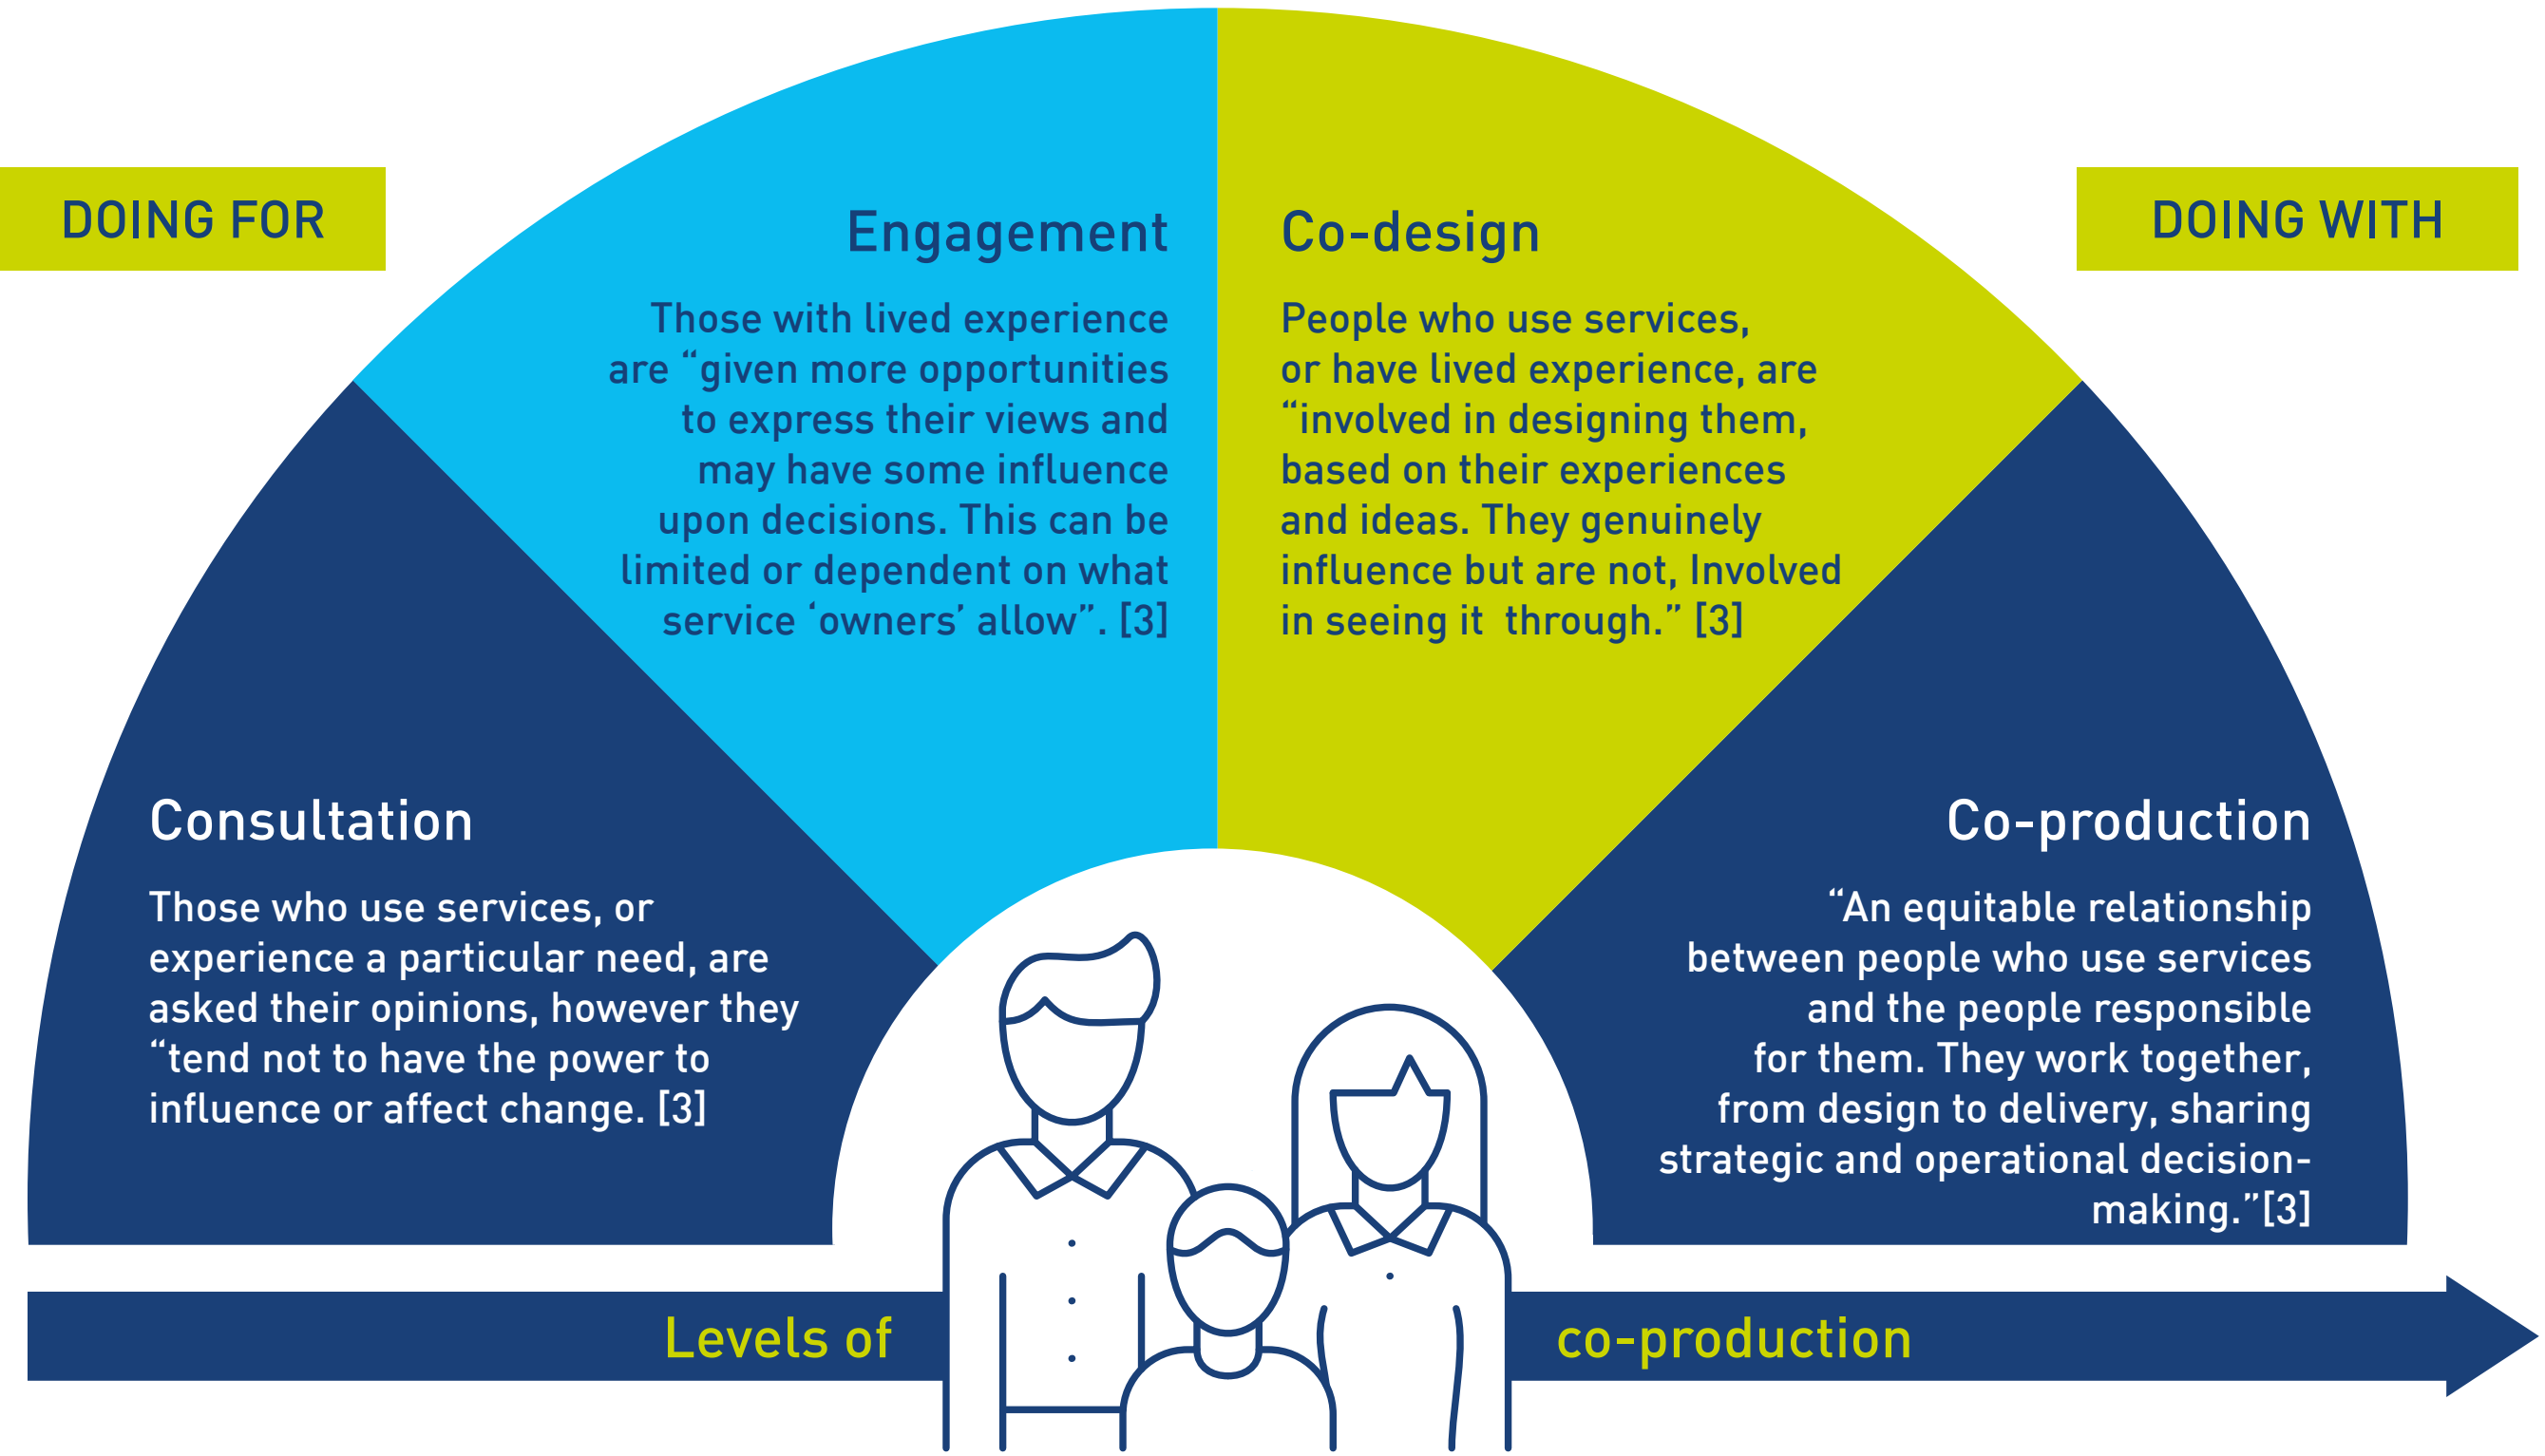 DOING FOR
DOING WITH
Engagement
Those with lived experience
are “given more opportunities
to express their views and
may have some influence
upon decisions. This can be
limited or dependent on what
service ‘owners’ allow”. [3]
Co-design
People who use services,
or have lived experience, are
“involved in designing them,
based on their experiences
and ideas. They genuinely
influence but are not, Involved
in seeing it  through.” [3]
Consultation
Those who use services, or
experience a particular need, are
asked their opinions, however they
“tend not to have the power to
influence or affect change. [3]
Co-production
“An equitable relationship
between people who use services
and the people responsible
for them. They work together,
from design to delivery, sharing
strategic and operational decision-
making.”[3]
Levels of co-production